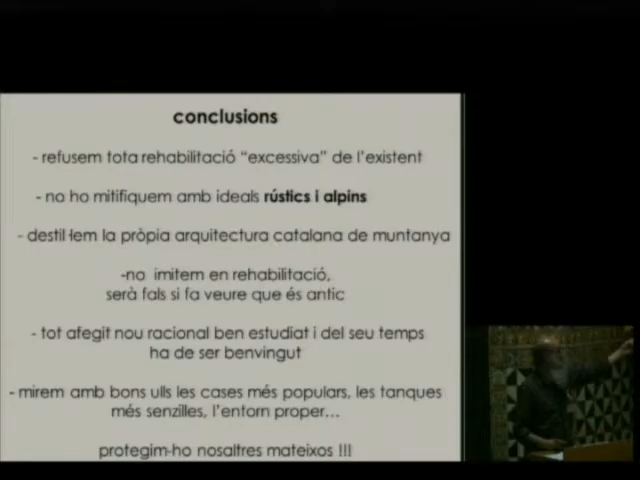 conclusions
- refusem tota rehabilitació “excessiva” de l’existent
- no ho mitifiquem amb ideals rústics i alpins
- destil·lem la pròpia arquitectura catalana de muntanya
-no imitem en rehabilitació,
serà fals si fa veure que és antic
- tot afegit nou racional ben estudiat i del seu temps
ha de ser benvingut
- mirem amb bons ulls les cases més populars, les tanques
més senzilles, l’entorn proper...
protegim-ho nosaltres mateixos !!!